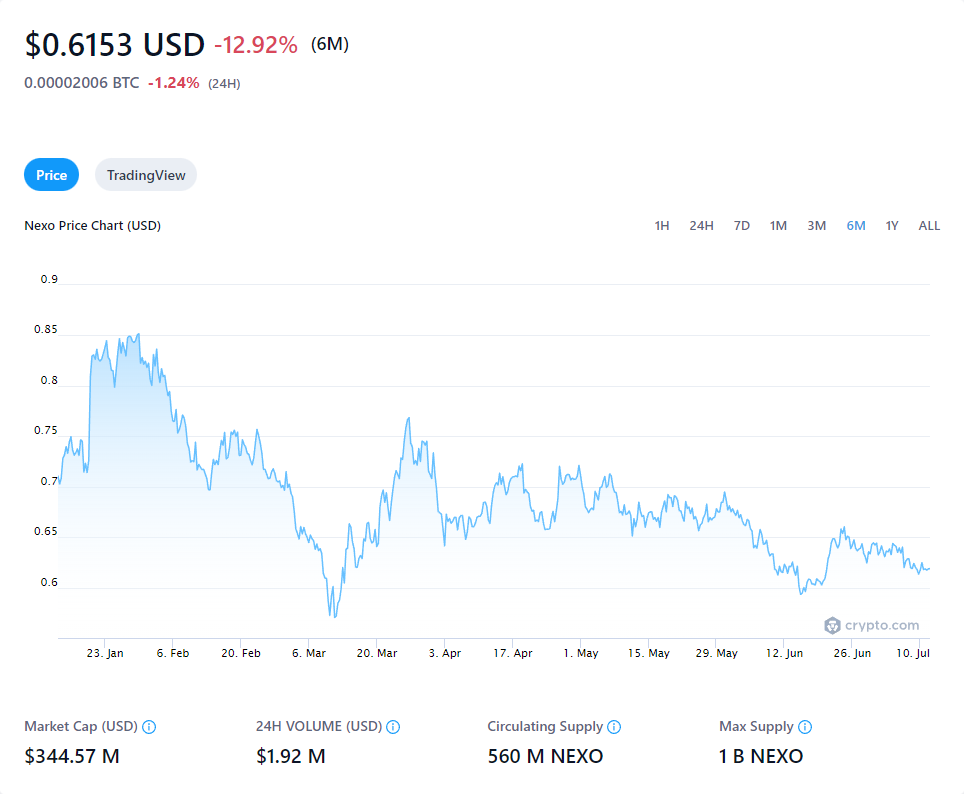 $0.6153 USD -12.92% (6M)
0.00002006 BTC -1.24% (24H)
Price TradingView
Nexo Price Chart (USD) 1H 24H 7D 1M 3M 6M 1Y ALL
0.9
0.85
0.8
0.75
0.7
0.65
0.6
crypto.com
23. Jan 6. Feb 20. Feb 6. Mar 20. Mar 3. Apr 17. Apr 1. May 15. May 29. May 12. Jun 26. Jun 10. Jul
Market Cap (USD) 24H VOLUME (USD) Circulating Supply Max Supply
$344.57 M $1.92 M 560 M NEXO 1 B NEXO